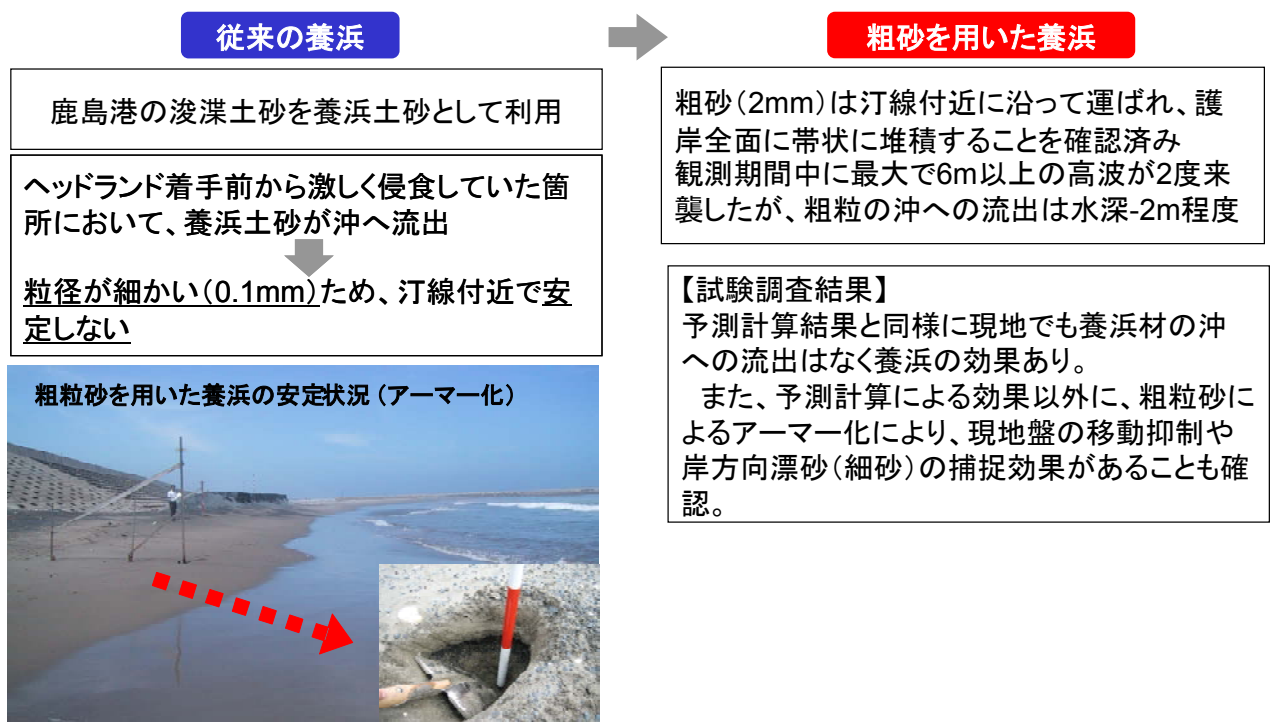 従来の養浜
粗砂を用いた養浜
鹿島港の浚渫土砂を養浜土砂として利用
ヘッドランド着手前から激しく侵食していた箇
所において、養浜土砂が沖へ流出
粒径が細かい（0.1mm）ため、汀線付近で安
定しない
粗粒砂を用いた養浜の安定状況（アーマー化）
粗砂（2mm）は汀線付近に沿って運ばれ、護
岸全面に帯状に堆積することを確認済み
観測期間中に最大で6m以上の高波が2度来
襲したが、粗粒の沖への流出は水深-2m程度
【試験調査結果】
予測計算結果と同様に現地でも養浜材の沖
への流出はなく養浜の効果あり。
また、予測計算による効果以外に、粗粒砂に
よるアーマー化により、現地盤の移動抑制や
岸方向漂砂（細砂）の捕捉効果があることも確
認。